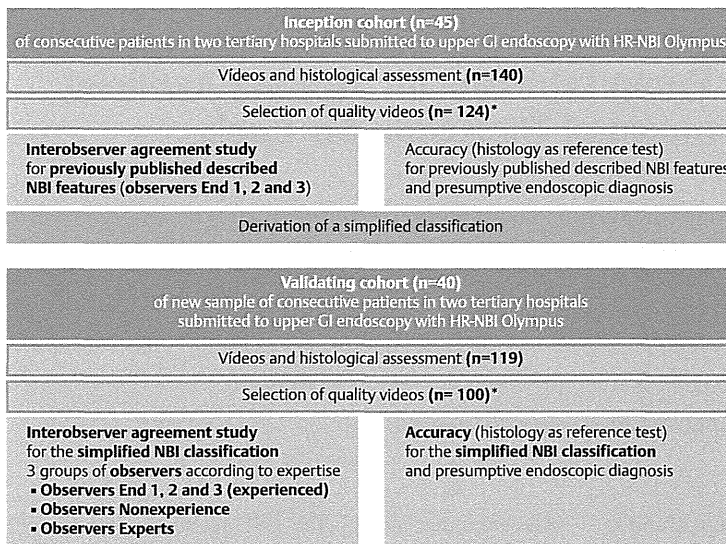 Inception cohort (n=45)
of consecutive patients in two tertiary hospitals submitted to upper GI endoscopy with HR-NBI Olympus
Vídeos and histological assessment (n=140)
Selection of quality videos (n= 124)*
Interobserver agreement study
for previously published described
NBI features (observers End 1, 2 and 3)
Accuracy (histology as reference test)
for previously published described NBI features
and presumptive endoscopic diagnosis
Derivation of a simplified classification
Validating cohort (n=40)
of new sample of consecutive patients in two tertiary hospitals
submitted to upper GI endoscopy with HR-NBI Olympus
Vídeos and histological assessment (n=119)
Selection of quality videos (n= 100)*
Interobserver agreement study
for the simplified NBI classification
3 groups of observers according to expertise
▪ Observers End 1, 2 and 3 (experienced)
▪ Observers Nonexperience
▪ Observers Experts
Accuracy (histology as reference test)
for the simplified NBI classification
and presumptive endoscopic diagnosis